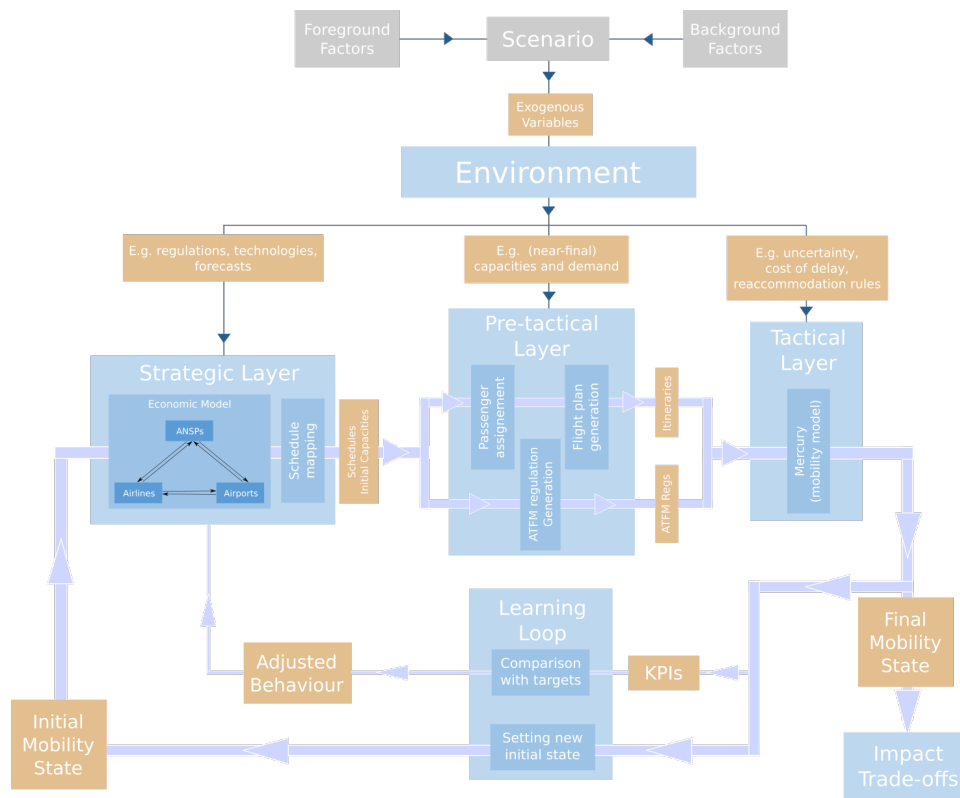 Foreground
Factors
Scenario
Background
Factors
Exogenous
Variables
Environment
E.g. regulations, technologies,
forecasts
E.g. (near-final)
capacities and demand
E.g. uncertainty,
cost of delay,
reaccommodation rules
Strategic Layer
Economic Model
ANSPs
Airlines
Airports
Schedule
mapping
Schedules
Initial Capacities
Pre-tactical
Layer
Passenger
assignement
Flight plan
generation
ATFM regulation
Generation
Itineraries
ATFM Regs
Tactical
Layer
Mercury
(mobility model)
Learning
Loop
Comparison
with targets
KPIs
Adjusted
Behaviour
Setting new
initial state
Initial
Mobility
State
Final
Mobility
State
Impact
Trade-offs